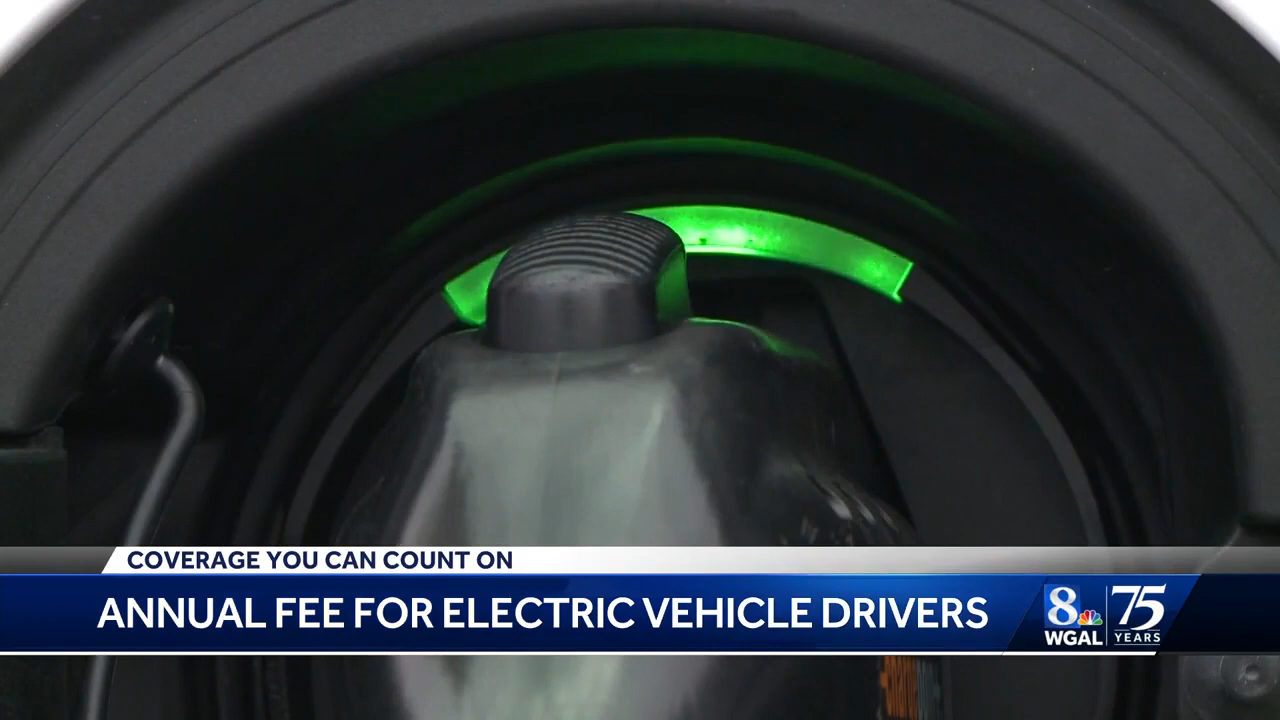 COVERAGE YOU CAN COUNT ON
ANNUAL FEE FOR ELECTRIC VEHICLE DRIVERS
8
WGAL
75
YEARS